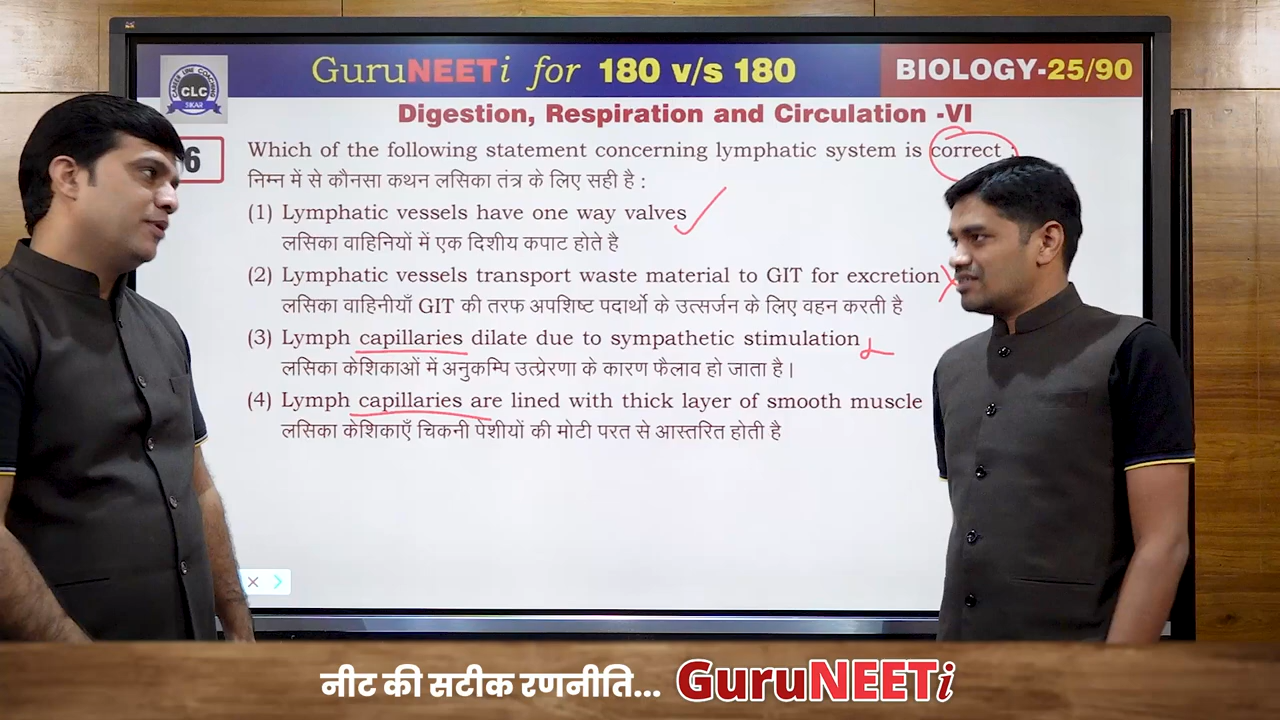 GuruNEETi for 180 v/s 180
BIOLOGY-25/90
CAREER LINE COACHING
CLC
SIKAR
Digestion, Respiration and Circulation -VI
6
Which of the following statement concerning lymphatic system is correct :
निम्न में से कौनसा कथन लसिका तंत्र के लिए सही है :
(1) Lymphatic vessels have one way valves
लसिका वाहिनियों में एक दिशीय कपाट होते है
(2) Lymphatic vessels transport waste material to GIT for excretion
लसिका वाहिनीयाँ GIT की तरफ अपशिष्ट पदार्थो के उत्सर्जन के लिए वहन करती है
(3) Lymph capillaries dilate due to sympathetic stimulation
लसिका केशिकाओं में अनुकम्पि उत्प्रेरणा के कारण फैलाव हो जाता है।
(4) Lymph capillaries are lined with thick layer of smooth muscle
लसिका केशिकाएँ चिकनी पेशीयों की मोटी परत से आस्तरित होती है
नीट की सटीक रणनीति... GuruNEETi